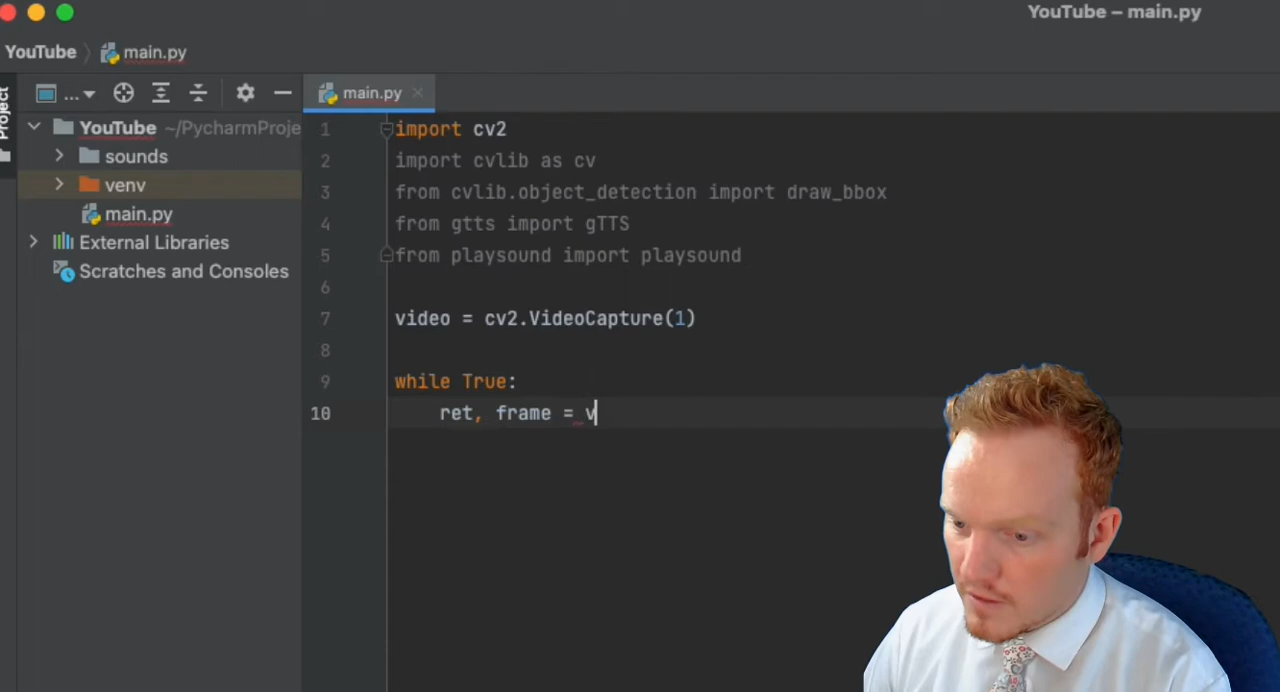 YouTube – main.py
YouTube main.py
Project
...
main.py
YouTube ~/PycharmProje
sounds
venv
main.py
External Libraries
Scratches and Consoles
1 import cv2
2 import cvlib as cv
3 from cvlib.object_detection import draw_bbox
4 from gtts import gTTS
5 from playsound import playsound
6
7 video = cv2.VideoCapture(1)
8
9 while True:
10 ret, frame = v